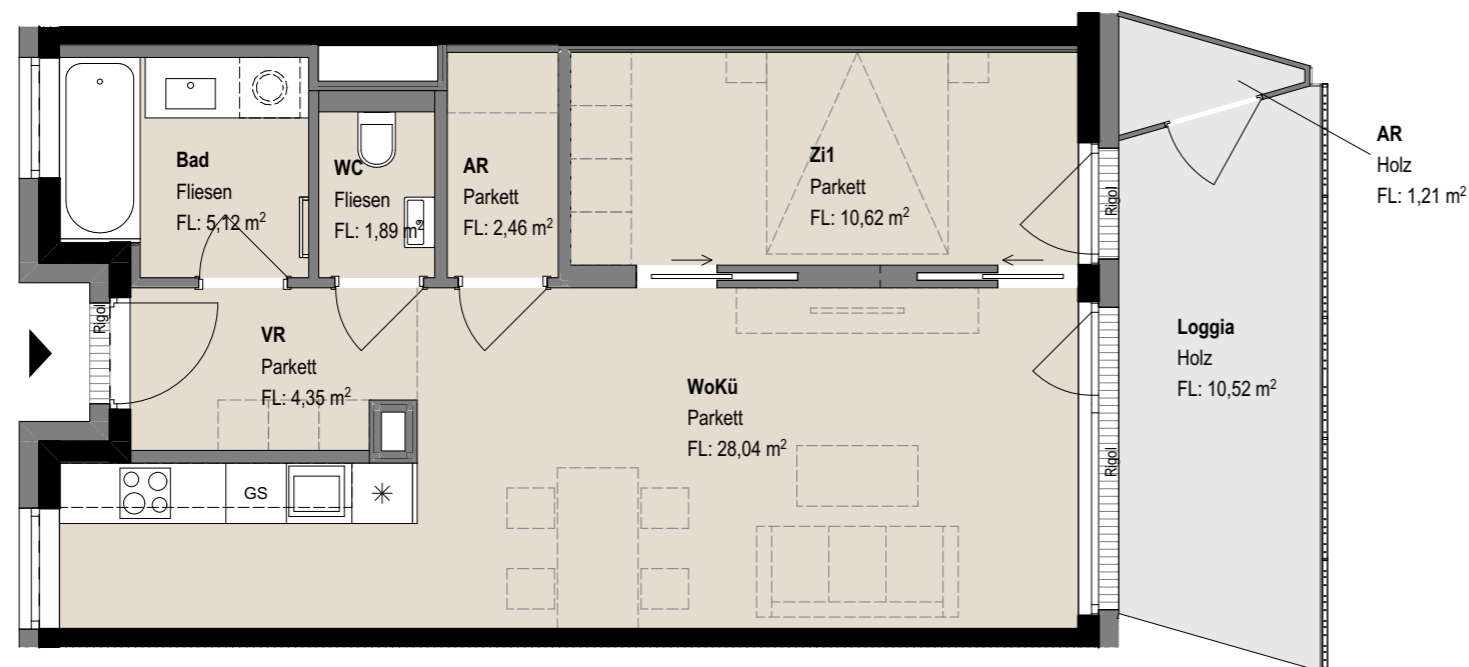 Bad
Fliesen
FL: 5,12 m²
WC
Fliesen
FL: 1,89 m²
AR
Parkett
FL: 2,46 m²
Zi1
Parkett
FL: 10,62 m²
Rigol
AR
Holz
FL: 1,21 m²
Rigol
VR
Parkett
FL: 4,35 m²
WoKü
Parkett
FL: 28,04 m²
Loggia
Holz
FL: 10,52 m²
Rigol
GS